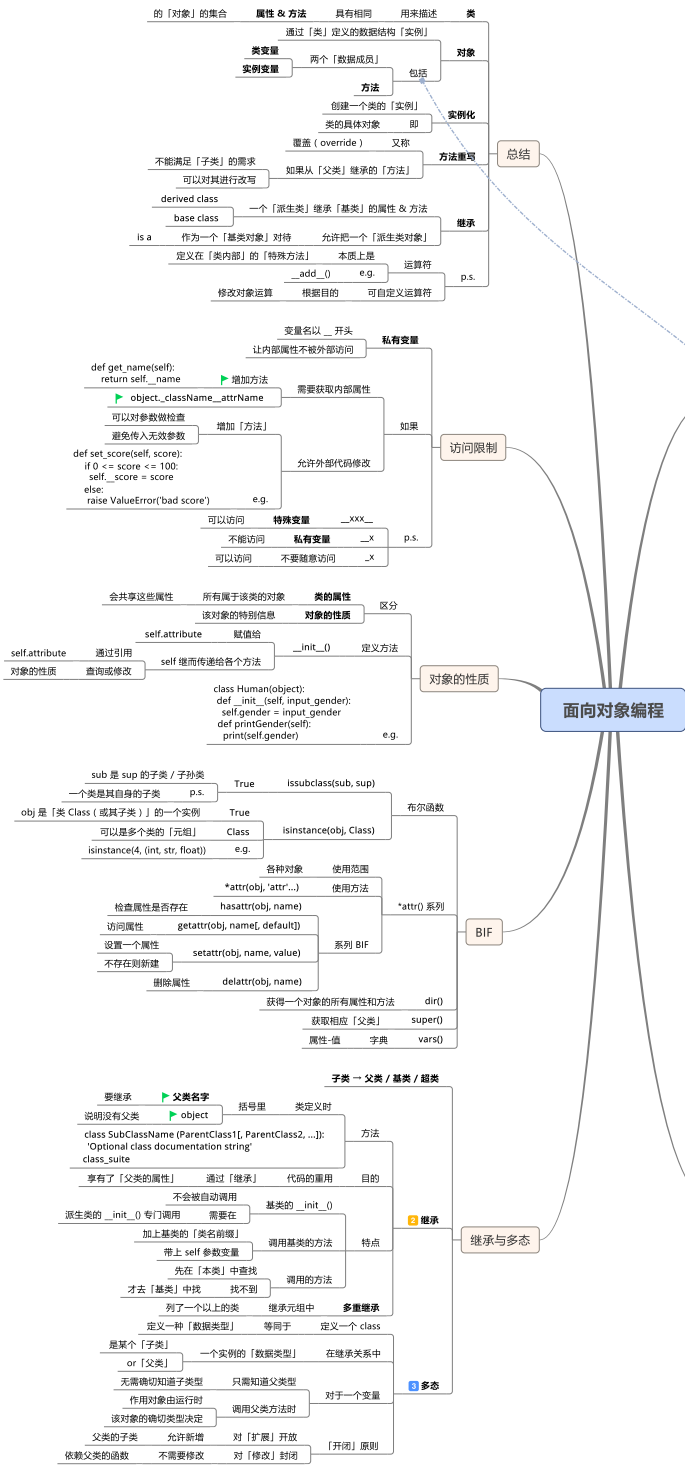 面向对象编程
总结
类
用来描述
具有相同
属性 & 方法
的「对象」的集合
对象
通过「类」定义的数据结构「实例」
包括
两个「数据成员」
类变量
实例变量
方法
实例化
创建一个类的「实例」
即
类的具体对象
方法重写
又称
覆盖 ( override )
如果从「父类」继承的「方法」
不能满足「子类」的需求
可以对其进行改写
继承
一个「派生类」继承「基类」的属性 & 方法
derived class
base class
允许把一个「派生类对象」
作为一个「基类对象」对待
is a
p.s.
运算符
本质上是
定义在「类内部」的「特殊方法」
e.g.
__add__()
可自定义运算符
根据目的
修改对象运算
访问限制
私有变量
变量名以 __ 开头
让内部属性不被外部访问
如果
需要获取内部属性
增加方法
def get_name(self):
return self.__name
object._className__attrName
允许外部代码修改
增加「方法」
可以对参数做检查
避免传入无效参数
e.g.
def set_score(self, score):
if 0 <= score <= 100:
self.__score = score
else:
raise ValueError('bad score')
p.s.
__xxx__
特殊变量
可以访问
__x
私有变量
不能访问
_x
不要随意访问
可以访问
对象的性质
区分
类的属性
所有属于该类的对象
会共享这些属性
对象的性质
该对象的特别信息
定义方法
__init__()
赋值给
self.attribute
self 继而传递给各个方法
通过引用
self.attribute
查询或修改
对象的性质
e.g.
class Human(object):
def __init__(self, input_gender):
self.gender = input_gender
def printGender(self):
print(self.gender)
BIF
布尔函数
issubclass(sub, sup)
True
sub 是 sup 的子类 / 子孙类
p.s.
一个类是其自身的子类
isinstance(obj, Class)
True
obj 是「类 Class ( 或其子类 ) 」的一个实例
Class
可以是多个类的「元组」
e.g.
isinstance(4, (int, str, float))
*attr() 系列
使用范围
各种对象
使用方法
*attr(obj, 'attr'...)
系列 BIF
hasattr(obj, name)
检查属性是否存在
getattr(obj, name[, default])
访问属性
setattr(obj, name, value)
设置一个属性
不存在则新建
delattr(obj, name)
删除属性
dir()
获得一个对象的所有属性和方法
super()
获取相应「父类」
vars()
字典
属性-值
继承与多态
子类 → 父类 / 基类 / 超类
2 继承
方法
类定义时
括号里
父类名字
要继承
object
说明没有父类
class SubClassName (ParentClass1[, ParentClass2, ...]):
'Optional class documentation string'
class_suite
目的
代码的重用
通过「继承」
享有了「父类的属性」
特点
基类的 __init__()
不会被自动调用
需要在
派生类的 __init__() 专门调用
调用基类的方法
加上基类的「类名前缀」
带上 self 参数变量
调用的方法
先在「本类」中查找
找不到
才去「基类」中找
多重继承
继承元组中
列了一个以上的类
3 多态
定义一个 class
等同于
定义一种「数据类型」
在继承关系中
一个实例的「数据类型」
是某个「子类」
or「父类」
对于一个变量
只需知道父类型
无需确切知道子类型
调用父类方法时
作用对象由运行时
该对象的确切类型决定
「开闭」原则
对「扩展」开放
允许新增
父类的子类
对「修改」封闭
不需要修改
依赖父类的函数